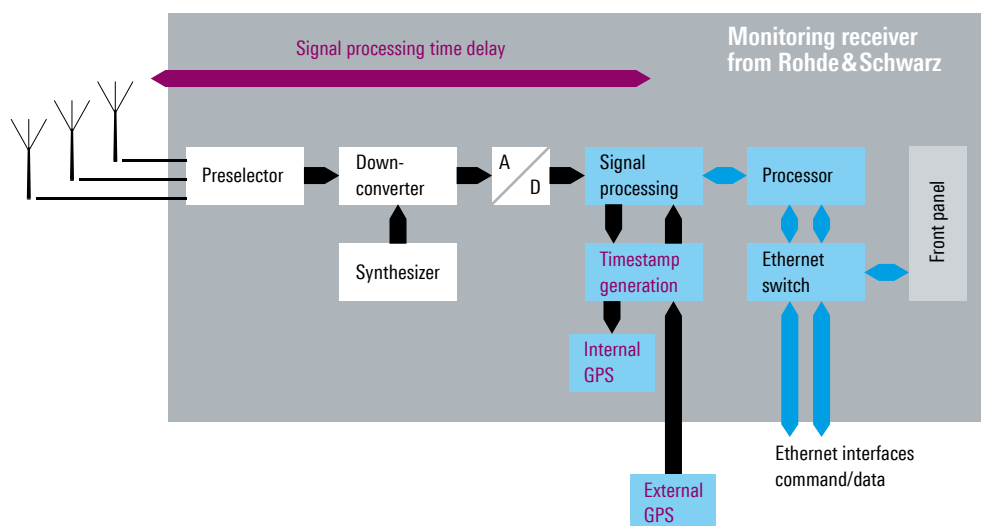 Signal processing time delay
Monitoring receiver
from Rohde&Schwarz
Preselector
Down-
converter
A
D
Signal
processing
Processor
Front panel
Synthesizer
Timestamp
generation
Ethernet
switch
Internal
GPS
Ethernet interfaces
command/data
External
GPS